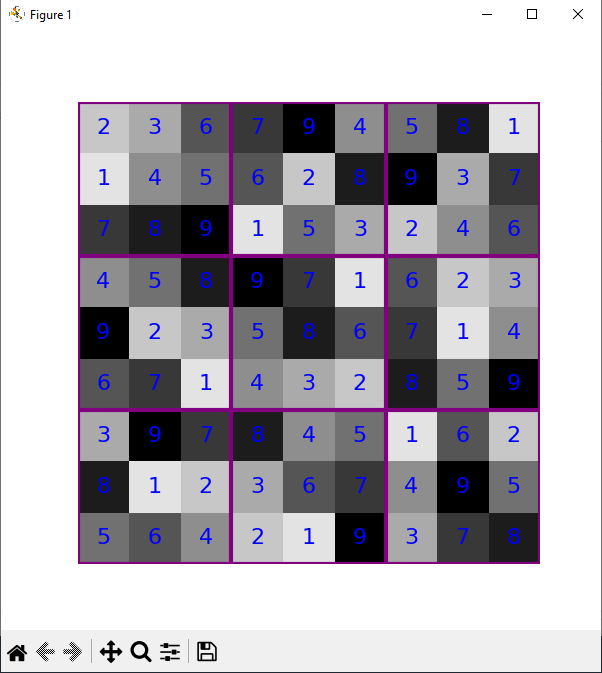 Figure 1
2 3 6 7 9 4 5 8 1
1 4 5 6 2 8 9 3 7
7 8 9 1 5 3 2 4 6
4 5 8 9 7 1 6 2 3
9 2 3 5 8 6 7 1 4
6 7 1 4 3 2 8 5 9
3 9 7 8 4 5 1 6 2
8 1 2 3 6 7 4 9 5
5 6 4 2 1 9 3 7 8